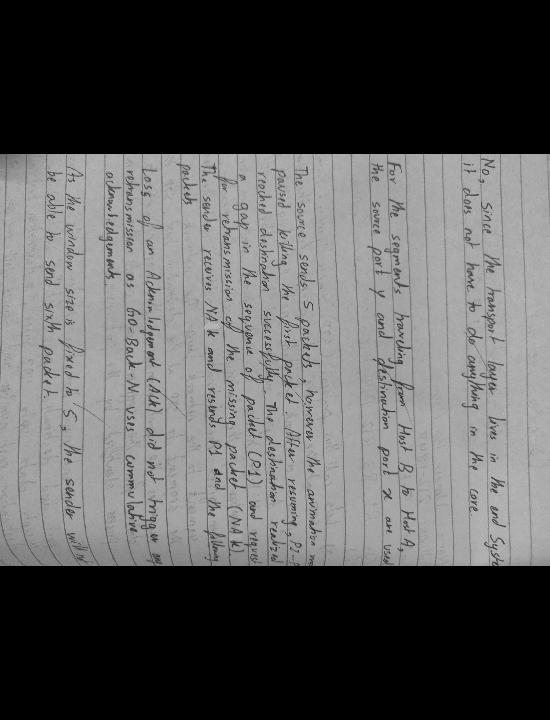 No, since the transport layer lives in the end Syste
it does not have to do anything in the core.
For the segments traveling from Host B to Host A,
the source port y and destination port x are used
The source sends 5 packets, however the animation
paused killing the first packet. After resuming, P2-
reached destination successfully. The destination realized
a gap in the sequence of packet (P1) and reques
for retransmission of the missing packet (NAK)
The sender receives NAK and resends P1 and the following
packets
Loss of an Acknowledgement (ACK) did not trigger any
retransmission as GO-Back-N uses cummulative
acknowledgements
As the window size is fixed to 5, the sender will n
be able to send sixth packet.